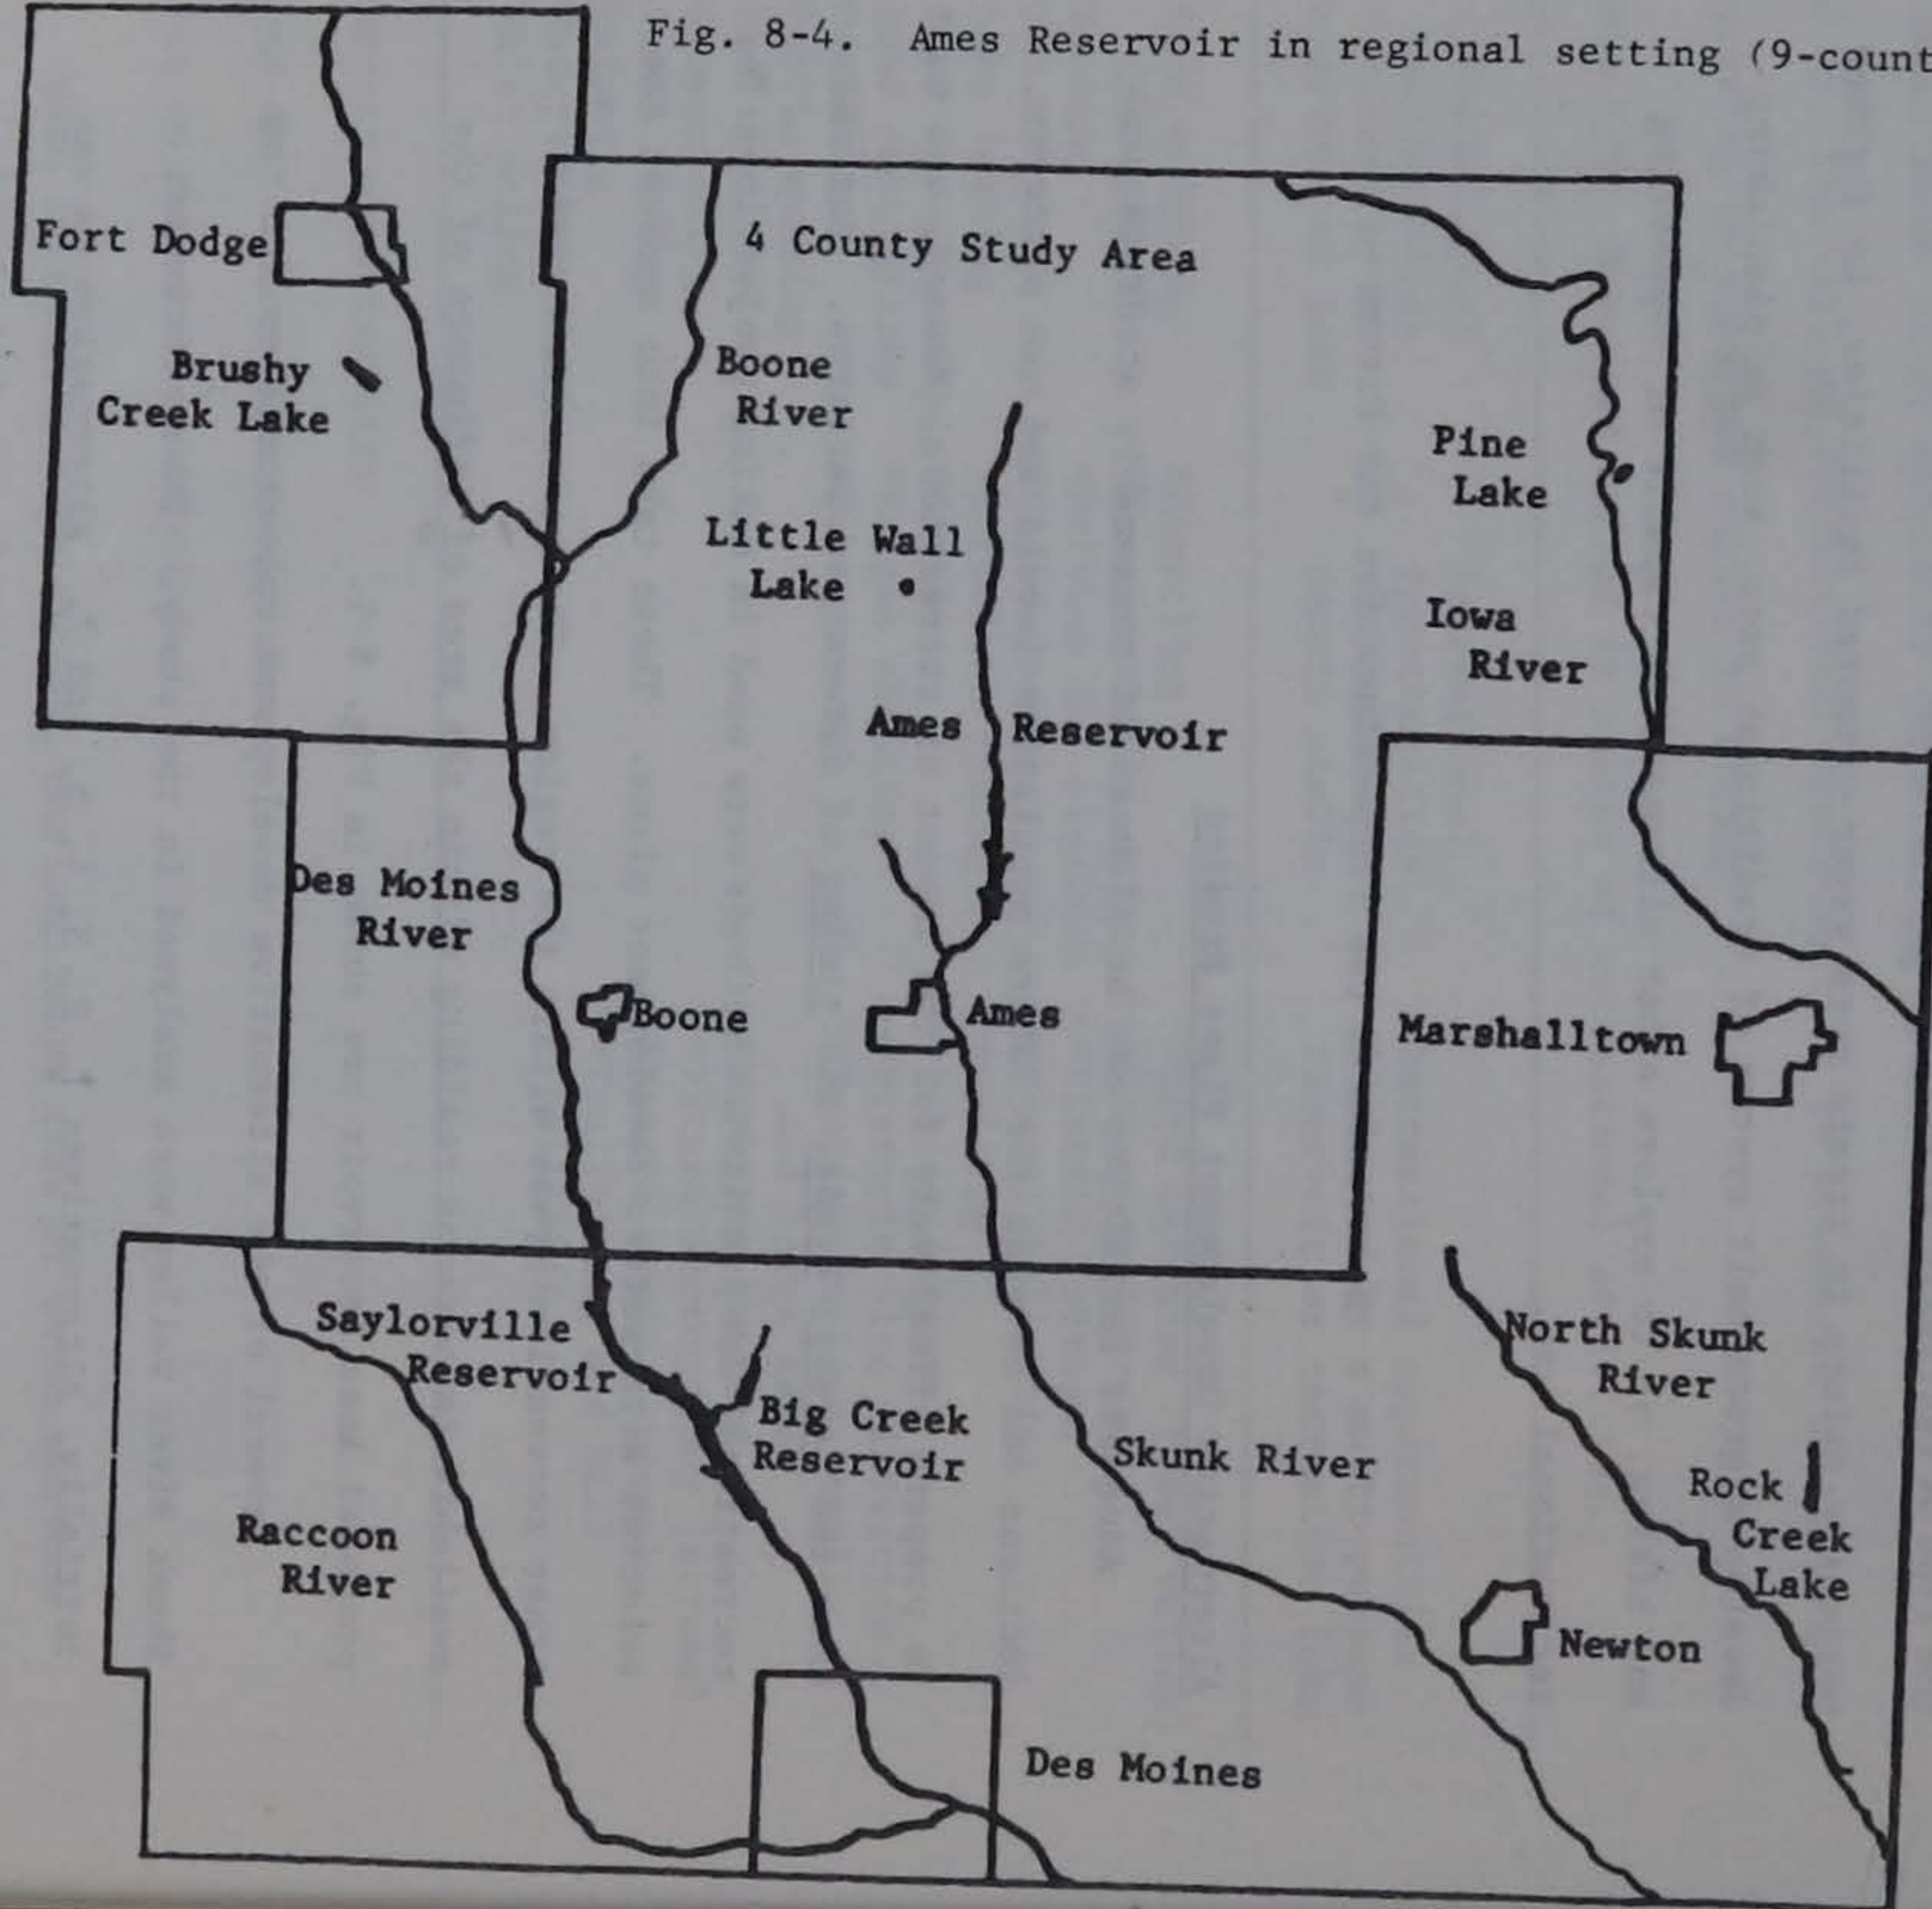 Fig. 8-4. Ames Reservoir in regional setting (9-count
Fort Dodge
4 County Study Area
Brushy
Creek Lake
Boone
River
Pine
Lake
Little Wall
Lake
Iowa
River
Ames Reservoir
Des Moines
River
Boone
Ames
Marshalltown
Saylorville
Reservoir
North Skunk
River
Big Creek
Reservoir
Skunk River
Rock
Creek
Lake
Raccoon
River
Newton
Des Moines